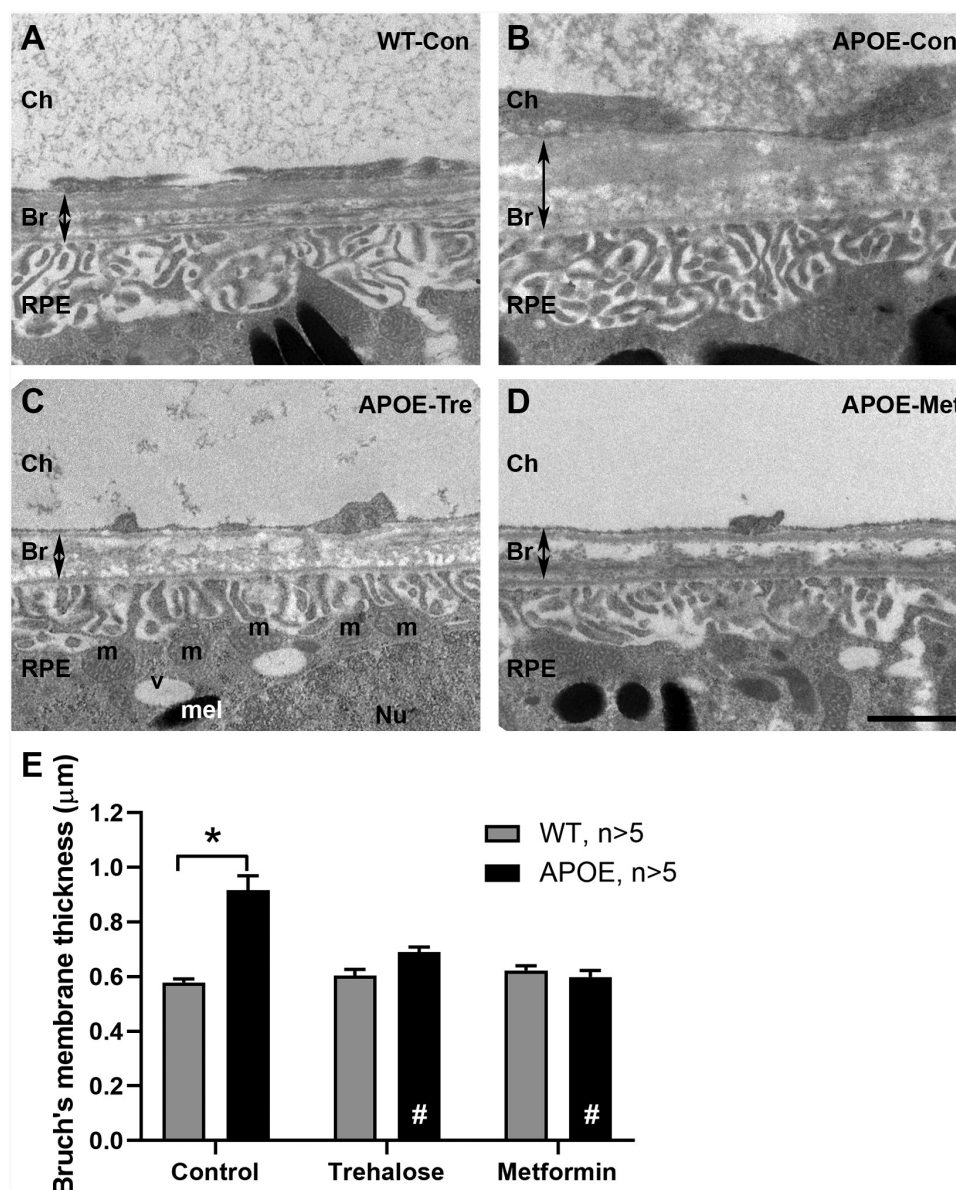 A
WT-Con
Ch
Br
RPE
B
APOE-Con
Ch
Br
RPE
C
APOE-Tre
Ch
Br
m
m
m
m
m
RPE
v
mel
Nu
D
APOE-Met
Ch
Br
RPE
E
Bruch's membrane thickness (μm)
1.2
1.0
0.8
0.6
0.4
0.2
0.0
*
WT, n>5
APOE, n>5
#
#
Control
Trehalose
Metformin